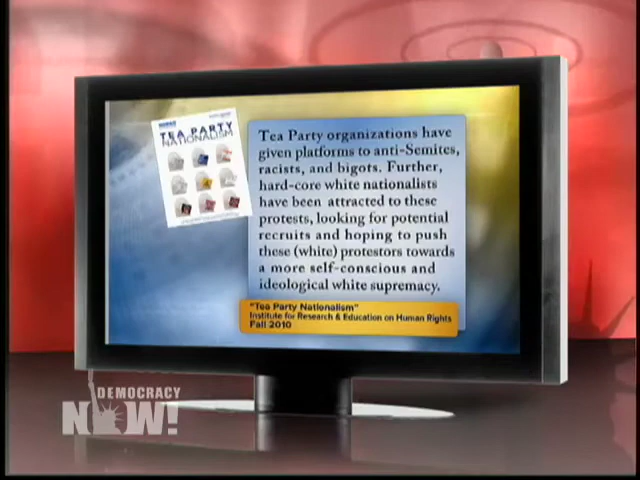 TEA PARTY
NATIONALISM
Tea Party organizations have
given platforms to anti-Semites,
racists, and bigots. Further,
hard-core white nationalists
have been attracted to these
protests, looking for potential
recruits and hoping to push
these (white) protestors towards
a more self-conscious and
ideological white supremacy.
"Tea Party Nationalism"
Institute for Research & Education on Human Rights
Fall 2010
DEMOCRACY
NOW!